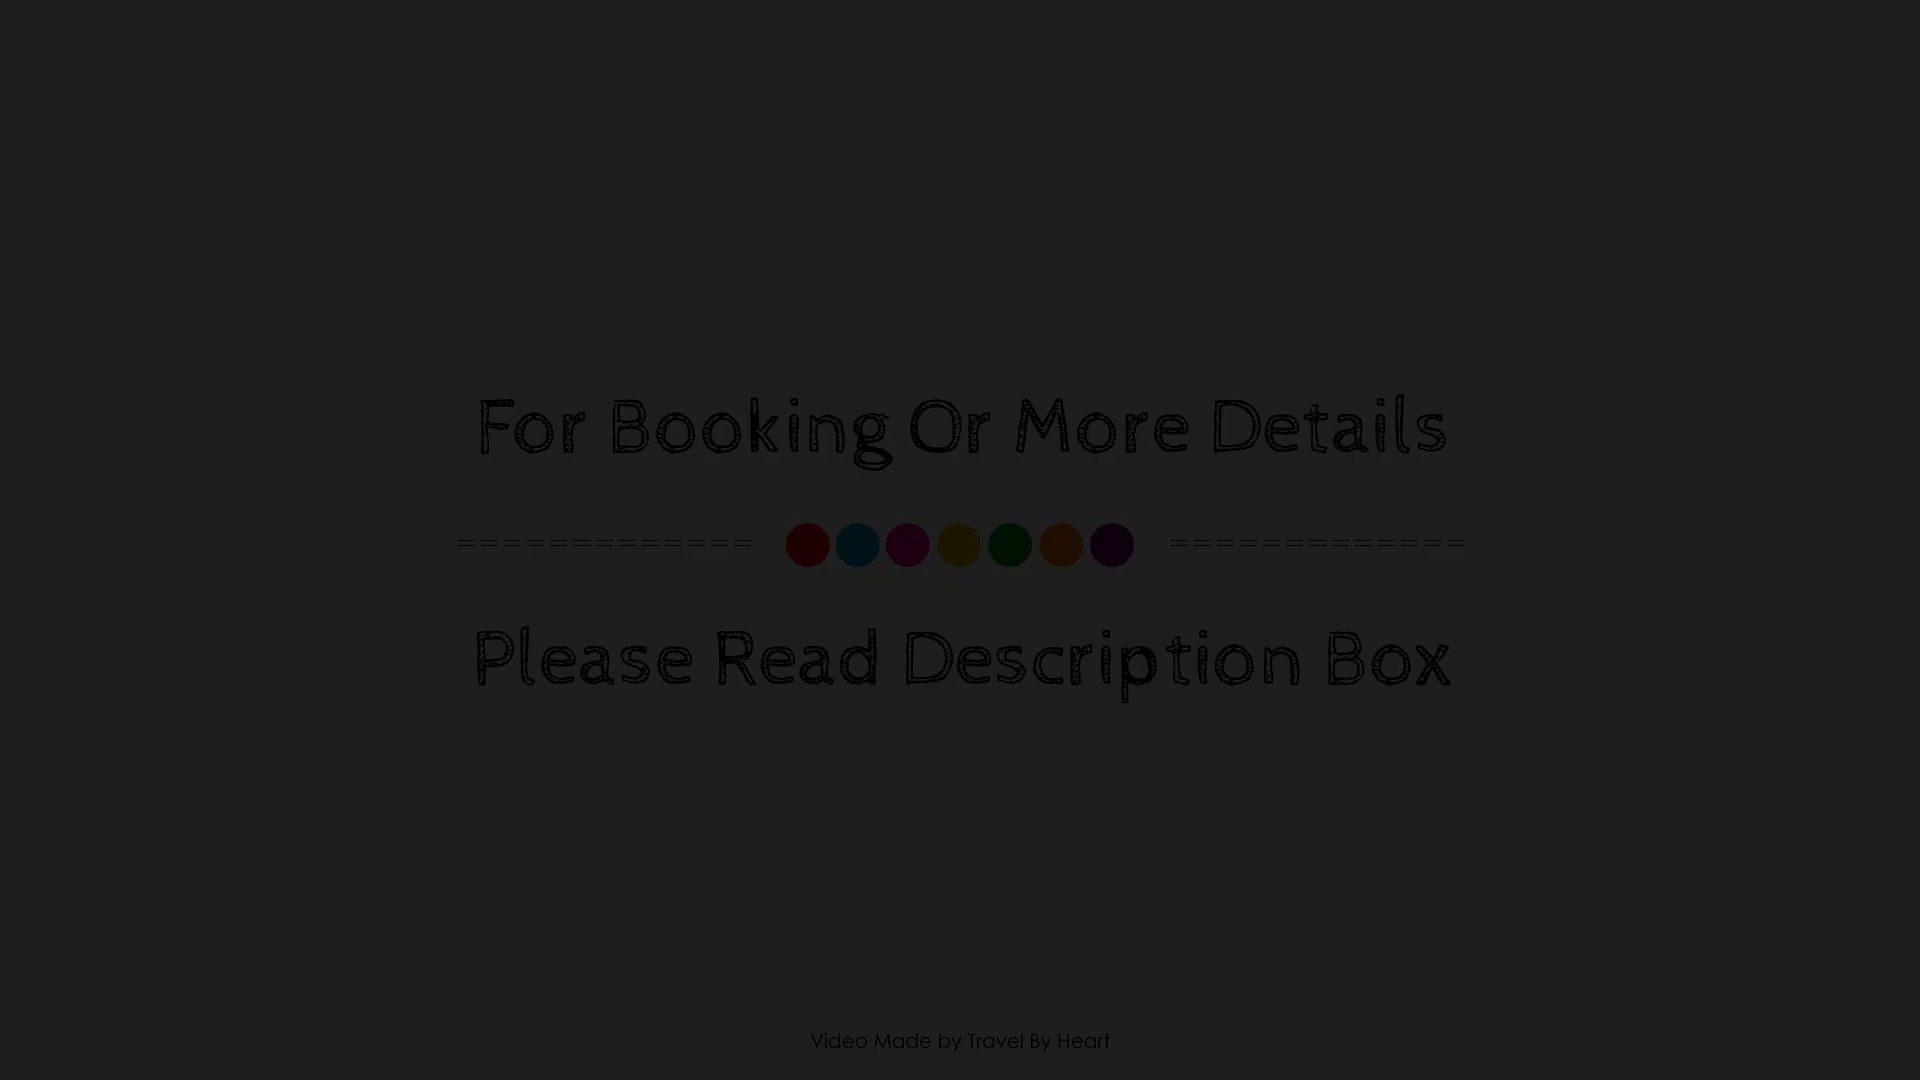 For Booking Or More Details
============= =============
Please Read Description Box
Video Made by Travel By Heart